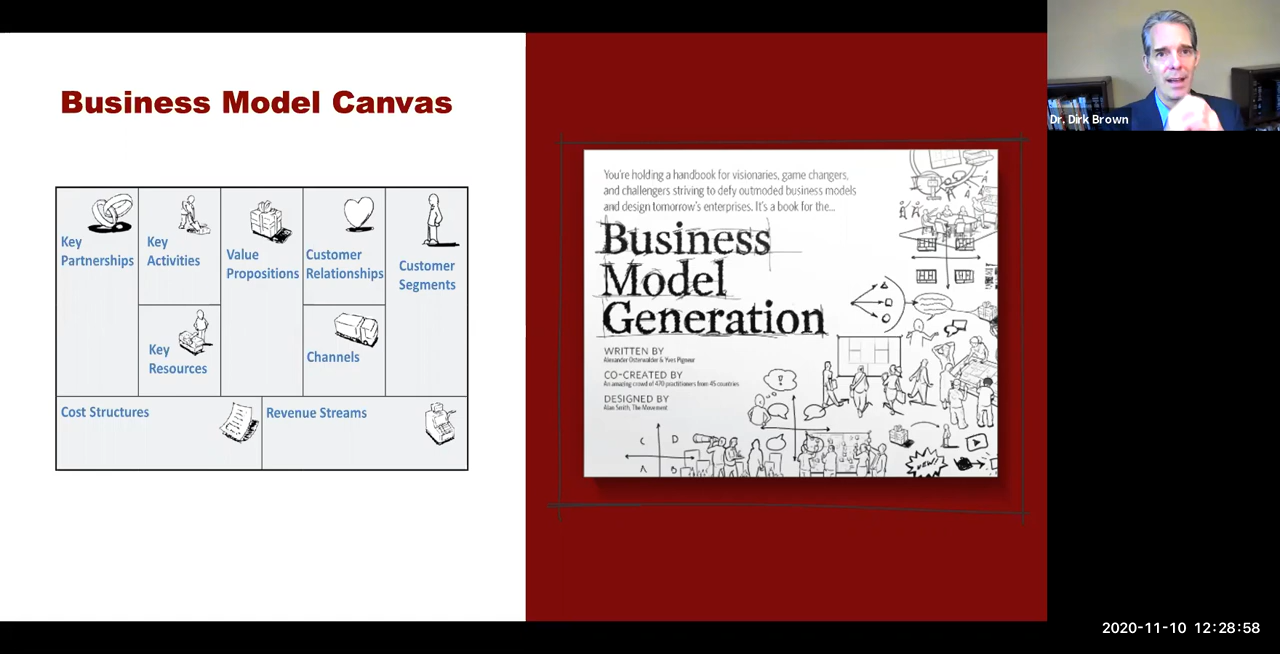 Business Model Canvas
Key
Partnerships
Key
Activities
Value
Propositions
Customer
Relationships
Customer
Segments
Key
Resources
Channels
Cost Structures
Revenue Streams
You're holding a handbook for visionaries, game changers,
and challengers striving to defy outmoded business models
and design tomorrow's enterprises. It's a book for the...
Business
Model
Generation
WRITTEN BY
Alexander Osterwalder & Yves Pigneur
CO-CREATED BY
An amazing crowd of 470 practitioners from 45 countries
DESIGNED BY
Alan Smith, The Movement
C D
A B
NEW!
Dr. Dirk Brown
2020-11-10 12:28:58